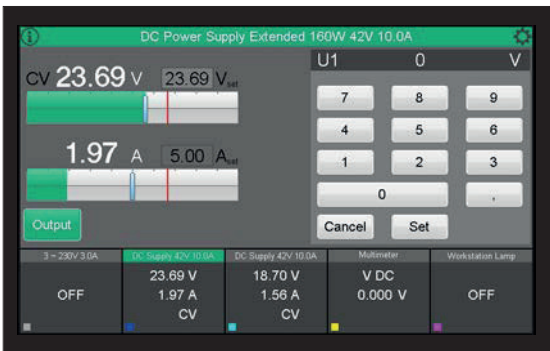 DC Power Supply Extended 160W 42V 10.0A
CV 23.69 V 23.69 Vset
1.97 A 5.00 Aset
Output
U1 0 V
7 8 9
4 5 6
1 2 3
0 ,
Cancel Set
3 ~ 230V 3.0A
OFF
DC Supply 42V 10.0A
23.69 V
1.97 A
CV
DC Supply 42V 10.0A
18.70 V
1.56 A
CV
Multimeter
V DC
0.000 V
Workstation Lamp
OFF